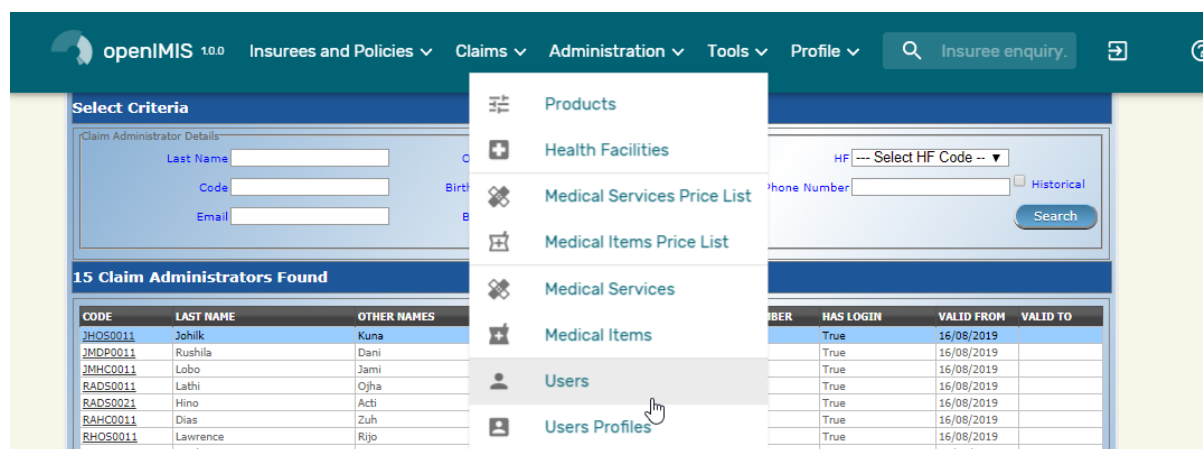 openIMIS 1.0.0 Insurees and Policies Claims Administration Tools Profile Insuree enquiry.
Select Criteria
Claim Administrator Details
Last Name
HF --- Select HF Code -- ▼
Code
Phone Number
Historical
Email
Search
Products
Health Facilities
Medical Services Price List
Medical Items Price List
Medical Services
Medical Items
Users
Users Profiles
15 Claim Administrators Found
CODE LAST NAME OTHER NAMES HAS LOGIN VALID FROM VALID TO
JHOS0011 Johilk Kuna True 16/08/2019
JMDP0011 Rushila Dani True 16/08/2019
JMHC0011 Lobo Jami True 16/08/2019
RADS0011 Lathi Ojha True 16/08/2019
RADS0021 Hino Acti True 16/08/2019
RAHC0011 Dias Zuh True 16/08/2019
RHOS0011 Lawrence Rijo True 16/08/2019